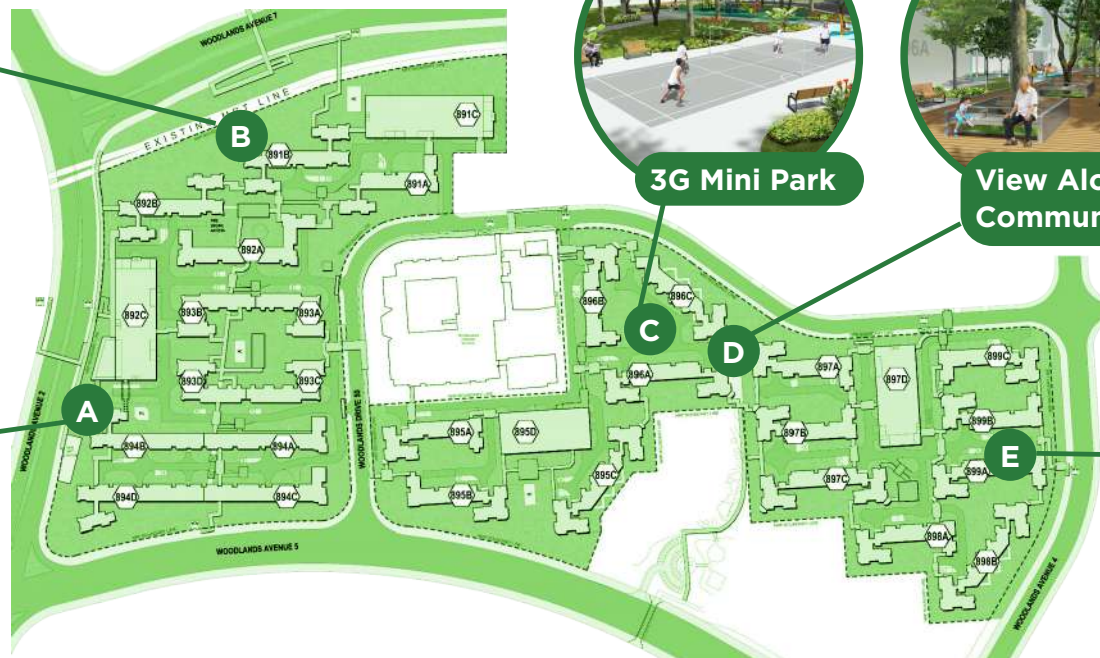 WOODLANDS AVENUE 7
EXISTING MRT LINE
B
891C
891B
891A
892B
892A
892C
893B
893A
893D
893C
A
894B
894A
894D
894C
WOODLANDS AVENUE 2
WOODLANDS DRIVE 50
WOODLANDS AVENUE 5
3G Mini Park
6A
View Alo
Commun
896B
896C
C
D
896A
895A
895D
895B
895C
897A
897D
899C
897B
899B
897C
899A
E
898A
898B
WOODLANDS AVENUE 4